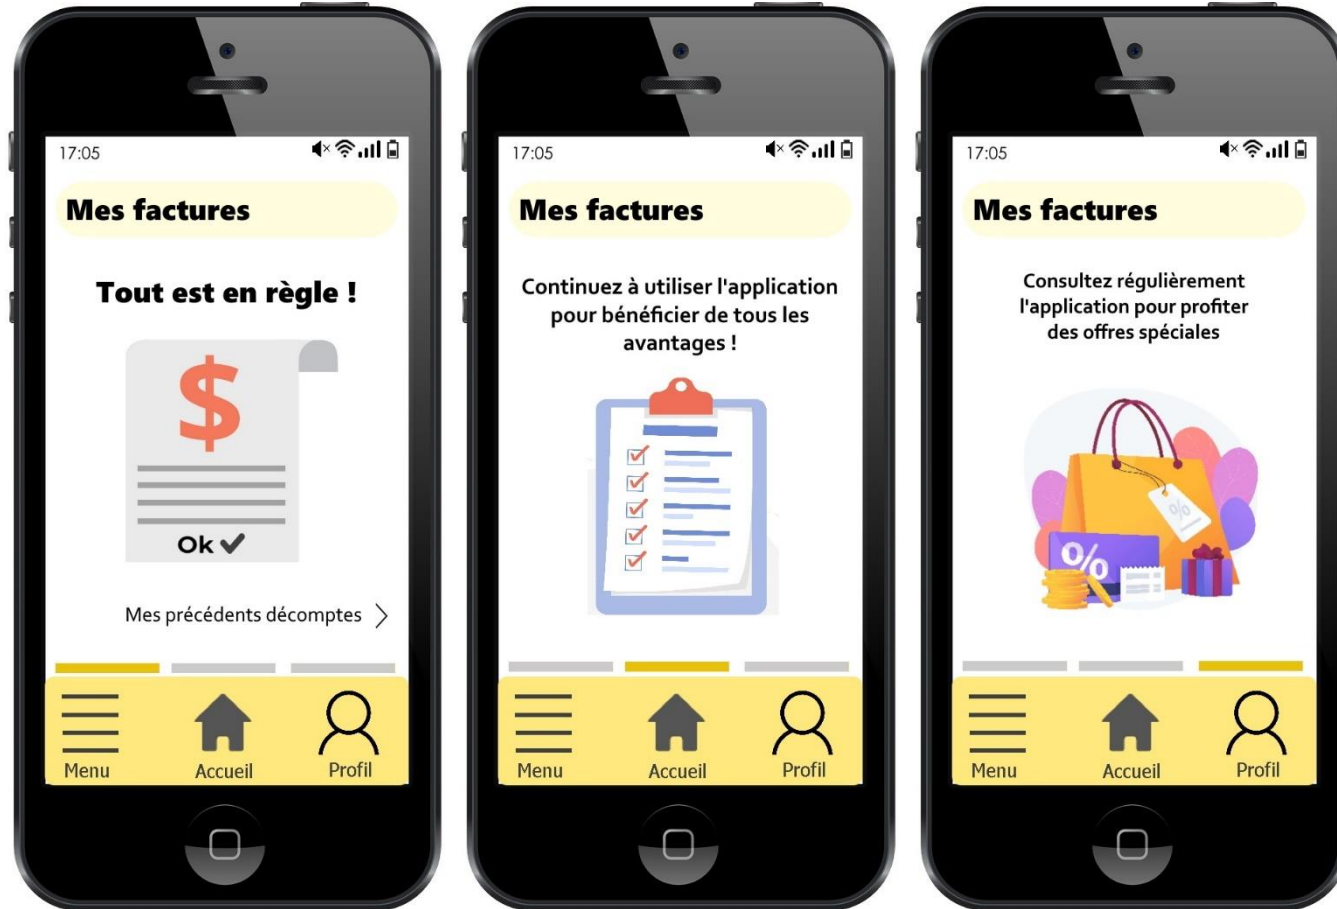 17:05
Mes factures
Tout est en règle !
$
Ok
Mes précédents décomptes
Menu
Accueil
Profil
17:05
Mes factures
Continuez à utiliser l'application
pour bénéficier de tous les
avantages !
Menu
Accueil
Profil
17:05
Mes factures
Consultez régulièrement
l'application pour profiter
des offres spéciales
%
%
Menu
Accueil
Profil